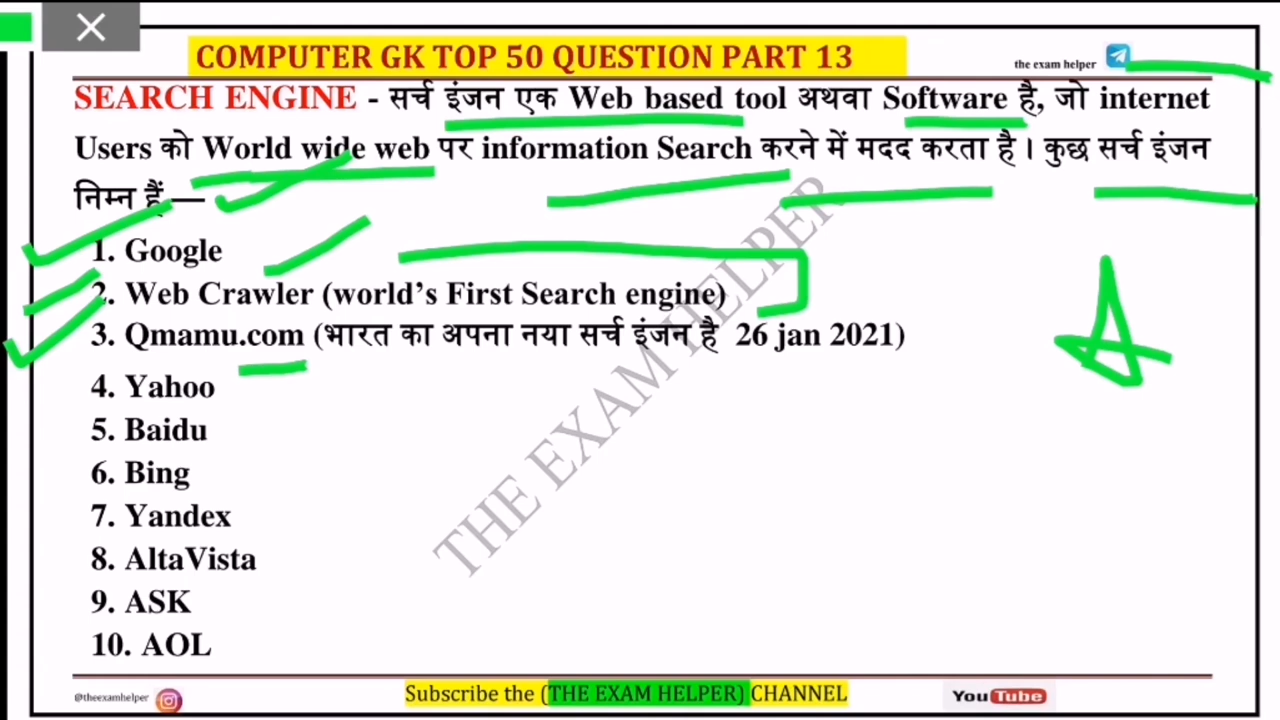 COMPUTER GK TOP 50 QUESTION PART 13
the exam helper
SEARCH ENGINE - सर्च इंजन एक Web based tool अथवा Software है, जो internet
Users को World wide web पर information Search करने में मदद करता है। कुछ सर्च इंजन
निम्न हैं —
1. Google
2. Web Crawler (world's First Search engine)
3. Qmamu.com (भारत का अपना नया सर्च इंजन है 26 jan 2021)
4. Yahoo
5. Baidu
6. Bing
7. Yandex
8. AltaVista
9. ASK
10. AOL
THE EXAM HELPER
@theexamhelper
Subscribe the (THE EXAM HELPER) CHANNEL
YouTube